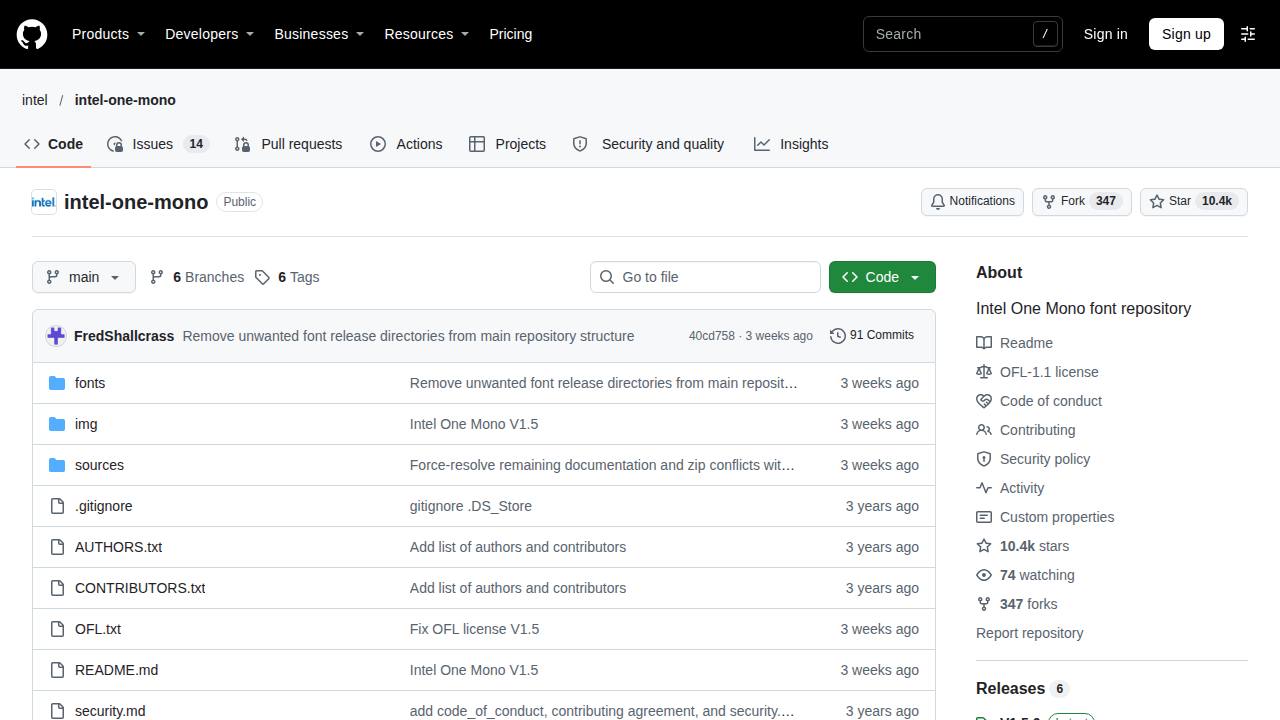 Products Developers Businesses Resources Pricing Search / Sign in Sign up
intel / intel-one-mono
Code Issues 14 Pull requests Actions Projects Security and quality Insights
intel intel-one-mono Public Notifications Fork 347 Star 10.4k
main 6 Branches 6 Tags Go to file Code
FredShallcrass Remove unwanted font release directories from main repository structure 40cd758 · 3 weeks ago 91 Commits
fonts Remove unwanted font release directories from main reposit… 3 weeks ago
img Intel One Mono V1.5 3 weeks ago
sources Force-resolve remaining documentation and zip conflicts wit… 3 weeks ago
.gitignore gitignore .DS_Store 3 years ago
AUTHORS.txt Add list of authors and contributors 3 years ago
CONTRIBUTORS.txt Add list of authors and contributors 3 years ago
OFL.txt Fix OFL license V1.5 3 weeks ago
README.md Intel One Mono V1.5 3 weeks ago
security.md add code_of_conduct, contributing agreement, and security.… 3 years ago
About
Intel One Mono font repository
Readme
OFL-1.1 license
Code of conduct
Contributing
Security policy
Activity
Custom properties
10.4k stars
74 watching
347 forks
Report repository
Releases 6